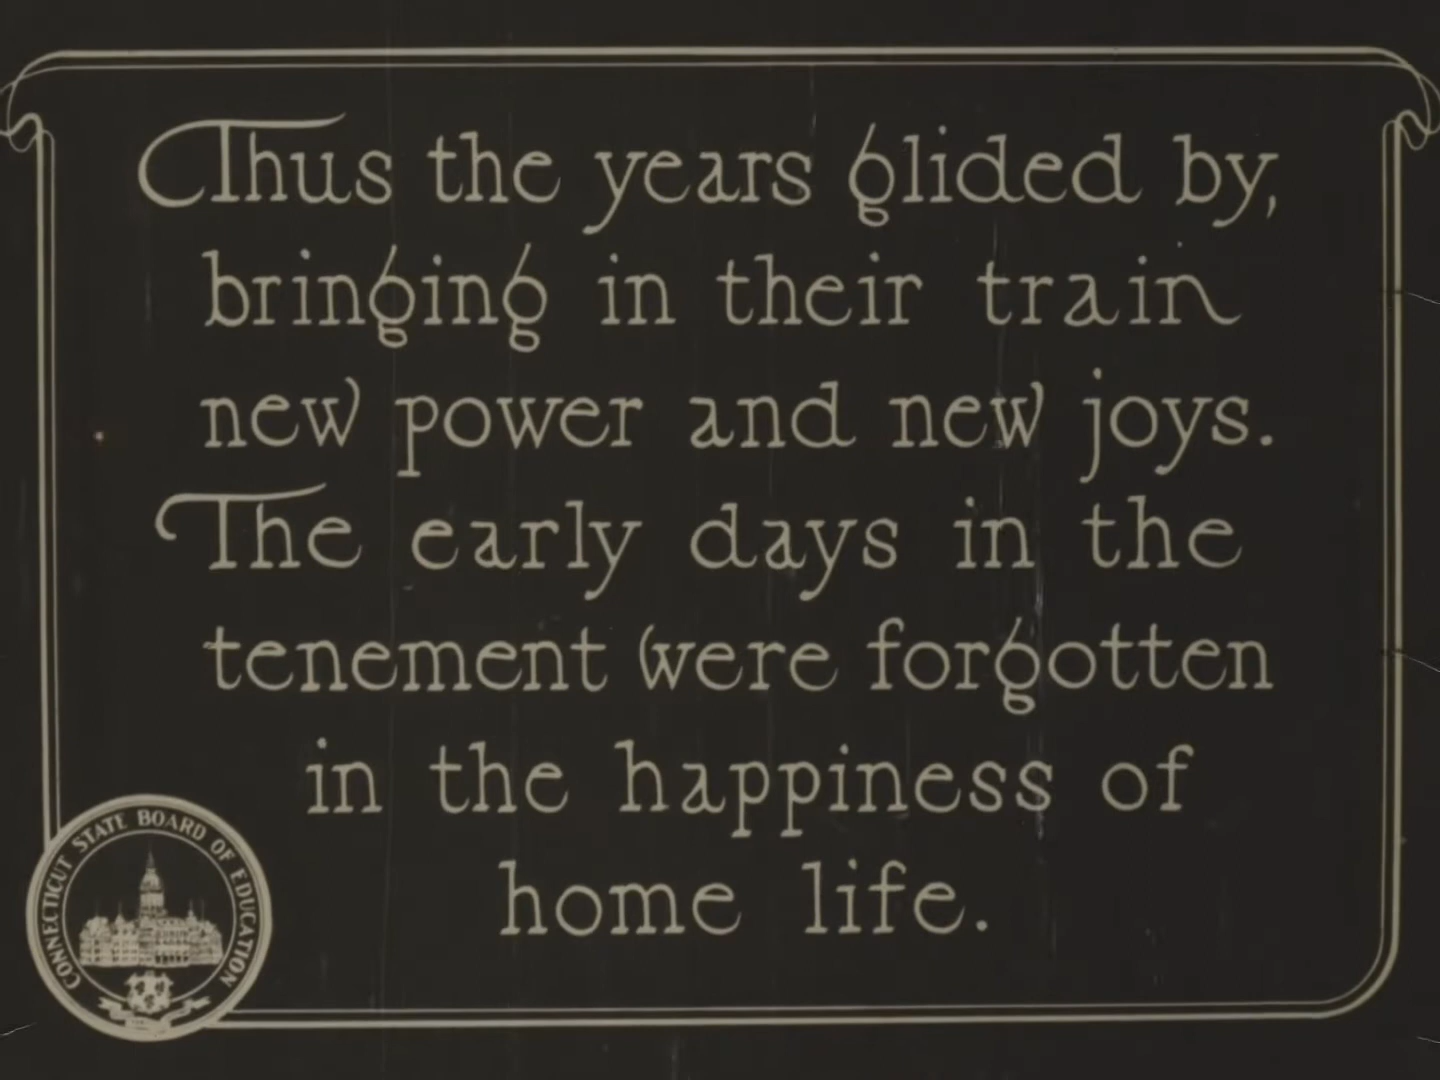 Thus the years glided by,
bringing in their train
new power and new joys.
The early days in the
tenement were forgotten
in the happiness of
home life.
CONNECTICUT STATE BOARD OF EDUCATION